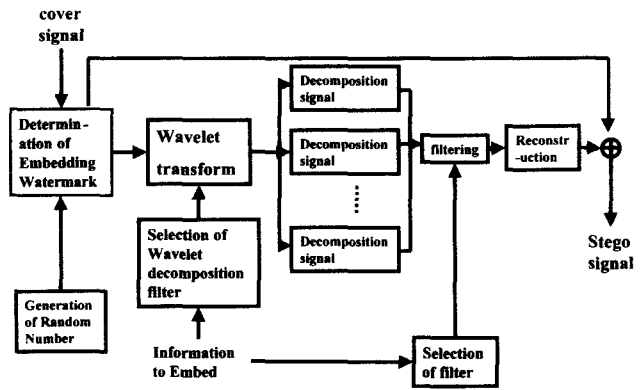 cover
signal
Determin-
ation of
Embedding
Watermark
Wavelet
transform
Decomposition
signal
Decomposition
signal
Decomposition
signal
filtering
Reconstr
-uction
Stego
signal
Selection of
Wavelet
decomposition
filter
Generation
of Random
Number
Information
to Embed
Selection
of filter